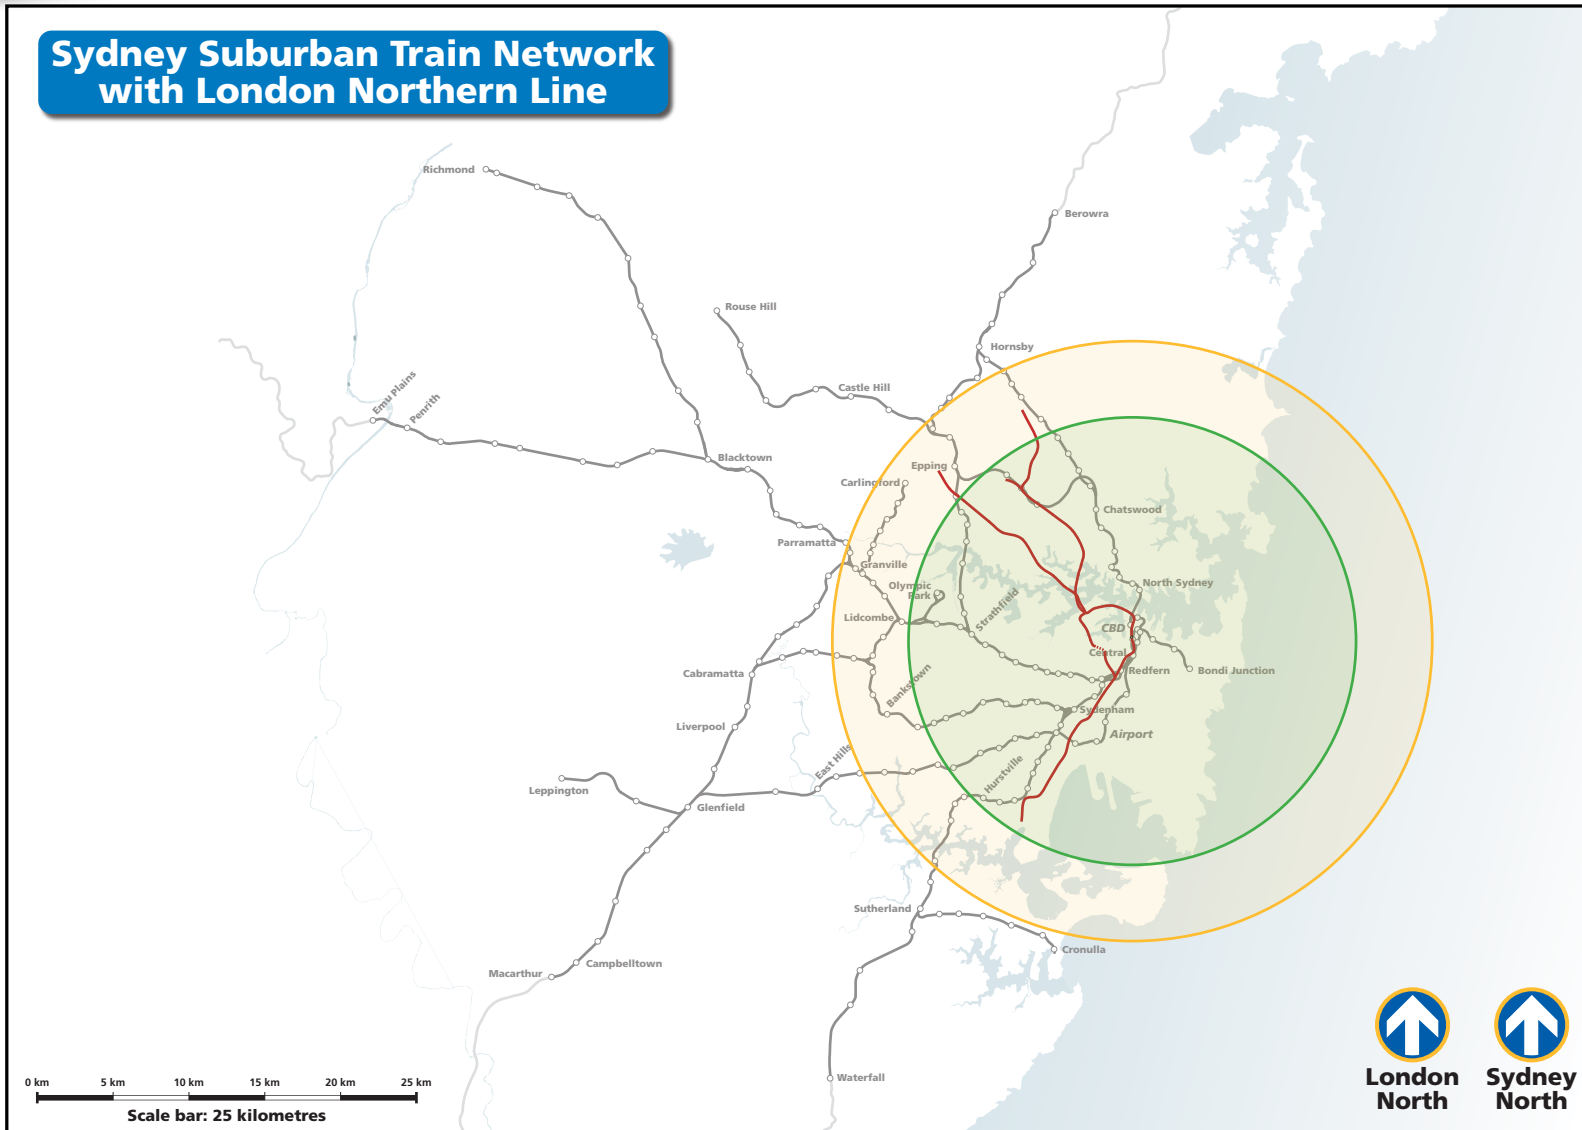 Sydney Suburban Train Network
with London Northern Line
Richmond
Berowra
Rouse Hill
Hornsby
Castle Hill
Emu Plains
Penrith
Blacktown
Epping
Carlingford
Chatswood
Parramatta
Granville
Olympic
Park
North Sydney
Lidcombe
Strathfield
CBD
Central
Redfern
Bondi Junction
Cabramatta
Bankstown
Liverpool
Sydenham
Airport
East Hills
Hurstville
Leppington
Glenfield
Sutherland
Cronulla
Campbelltown
Macarthur
Waterfall
0 km
5 km
10 km
15 km
20 km
25 km
Scale bar: 25 kilometres
London
North
Sydney
North